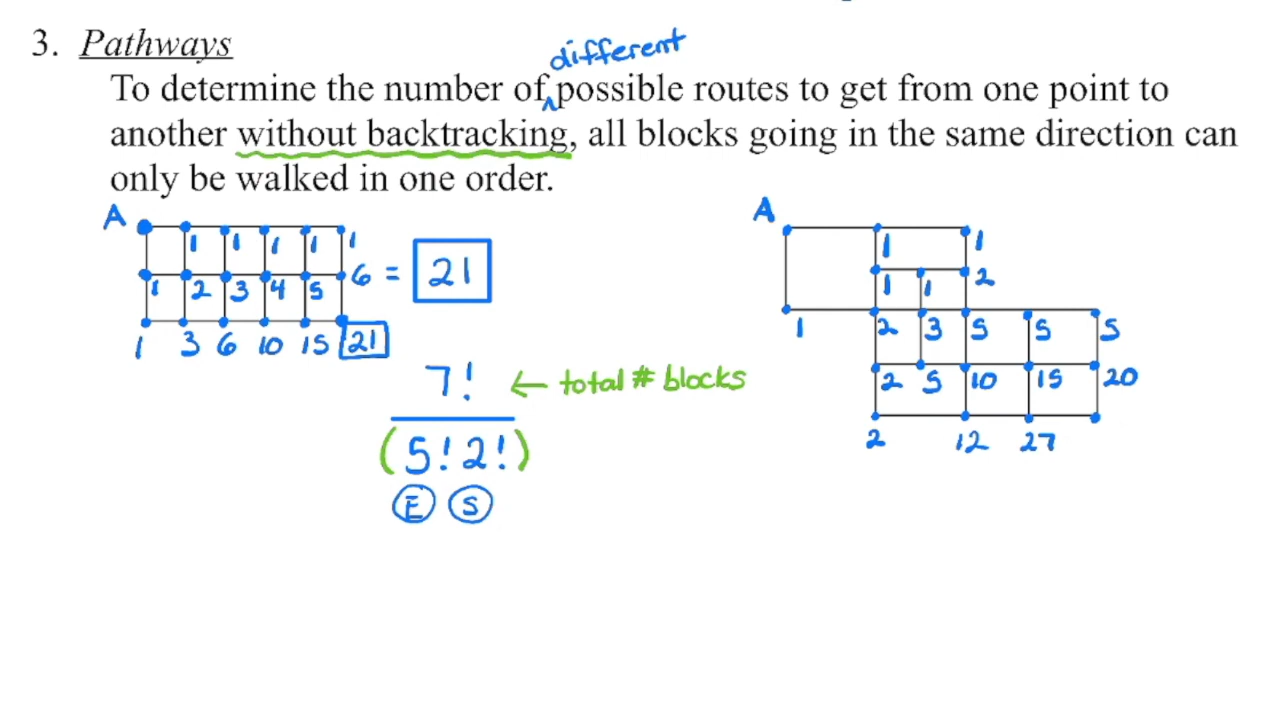 3. Pathways
different
To determine the number of ^ possible routes to get from one point to
another without backtracking, all blocks going in the same direction can
only be walked in one order.
A
1 1 1 1 1
1 2 3 4 5 6 = 21
1 3 6 10 15 21
7! ← total # blocks
(5!2!)
E S
A
1 1
1 1 2
1 2 3 5 5 5
2 5 10 15 20
2 12 27